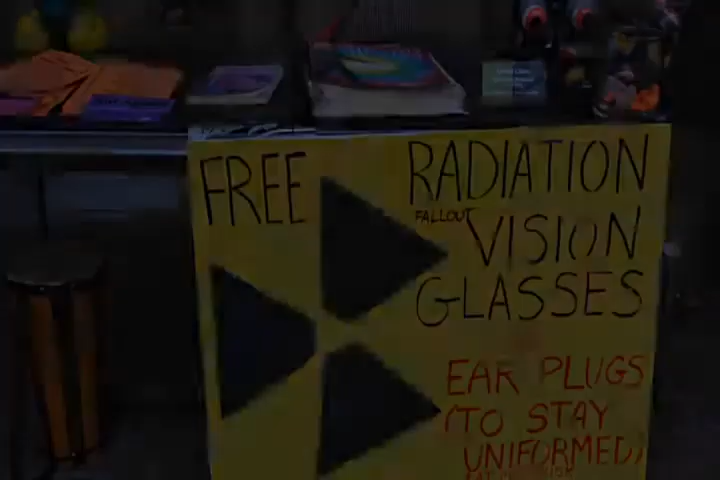 FREE
RADIATION
FALLOUT
VISION
GLASSES
EAR PLUGS
(TO STAY
UNIFORMED)